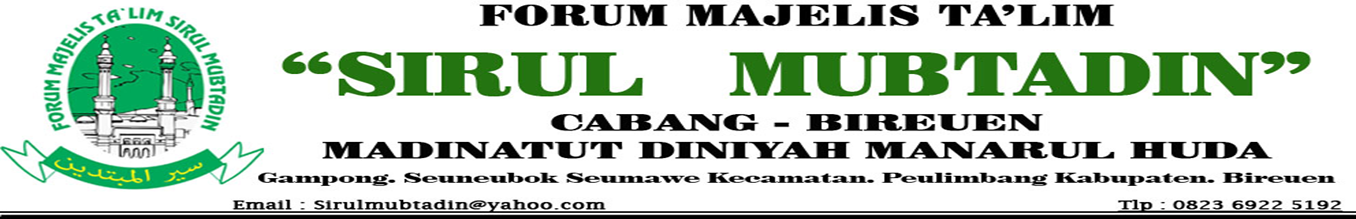 FORUM MAJELIS TA'LIM SIRUL MUBTADIN
سير المبتدين
FORUM MAJELIS TA’LIM
“SIRUL MUBTADIN”
CABANG - BIREUEN
MADINATUT DINIYAH MANARUL HUDA
Gampong. Seuneubok Seumawe Kecamatan. Peulimbang Kabupaten. Bireuen
Email : Sirulmubtadin@yahoo.com Tlp : 0823 6922 5192